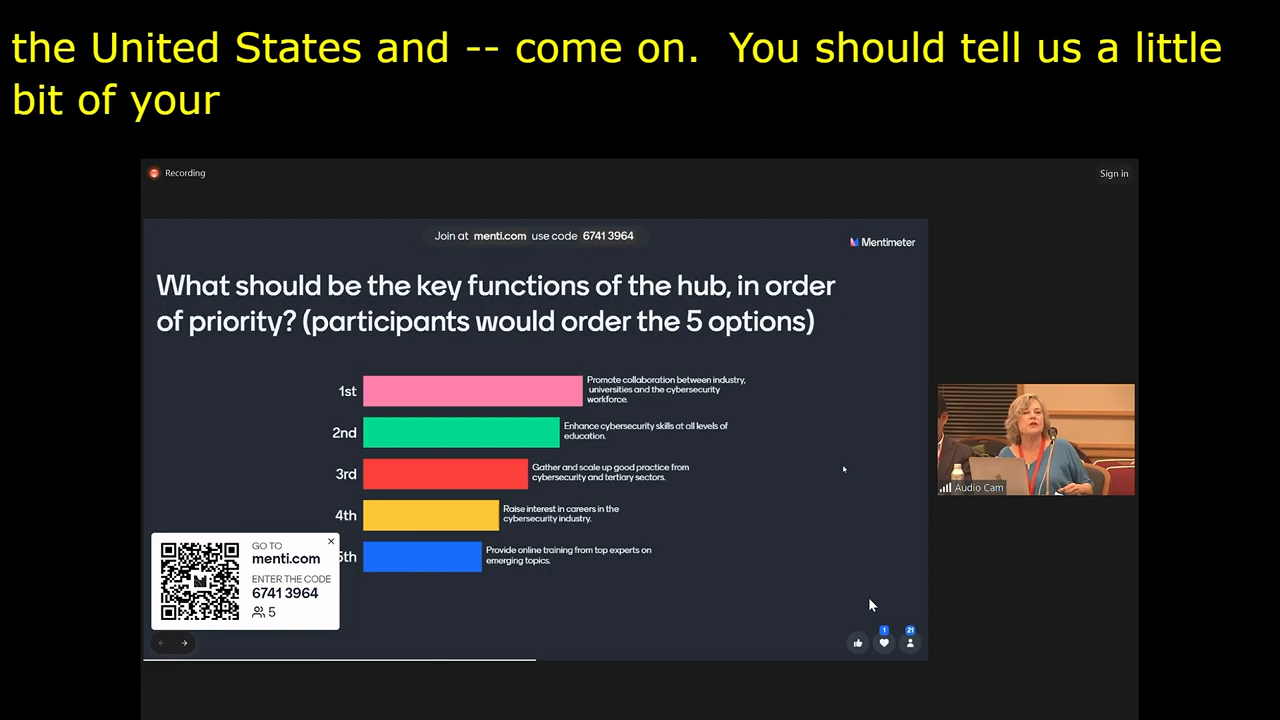 the United States and -- come on.  You should tell us a little
bit of your
Recording
Sign in
Join at menti.com use code 6741 3964
Mentimeter
What should be the key functions of the hub, in order
of priority? (participants would order the 5 options)
1st
Promote collaboration between industry,
universities and the cybersecurity
workforce.
2nd
Enhance cybersecurity skills at all levels of
education.
3rd
Gather and scale up good practice from
cybersecurity and tertiary sectors.
4th
Raise interest in careers in the
cybersecurity industry.
5th
Provide online training from top experts on
emerging topics.
GO TO
menti.com
ENTER THE CODE
6741 3964
5
1
21
Audio Cam